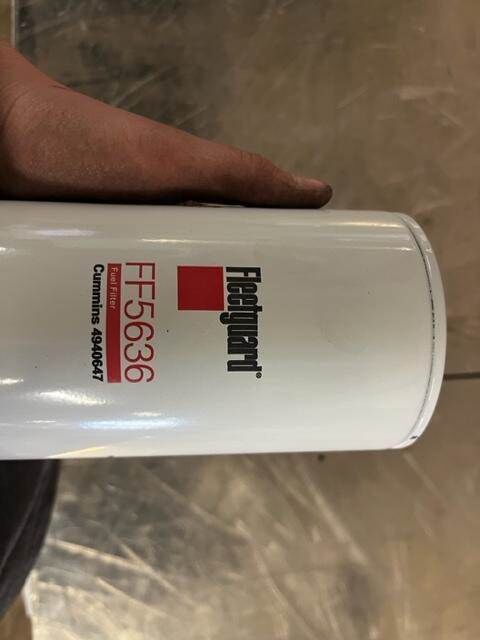 Fleetguard®
FF5636
Fuel Filter
Cummins 4940647